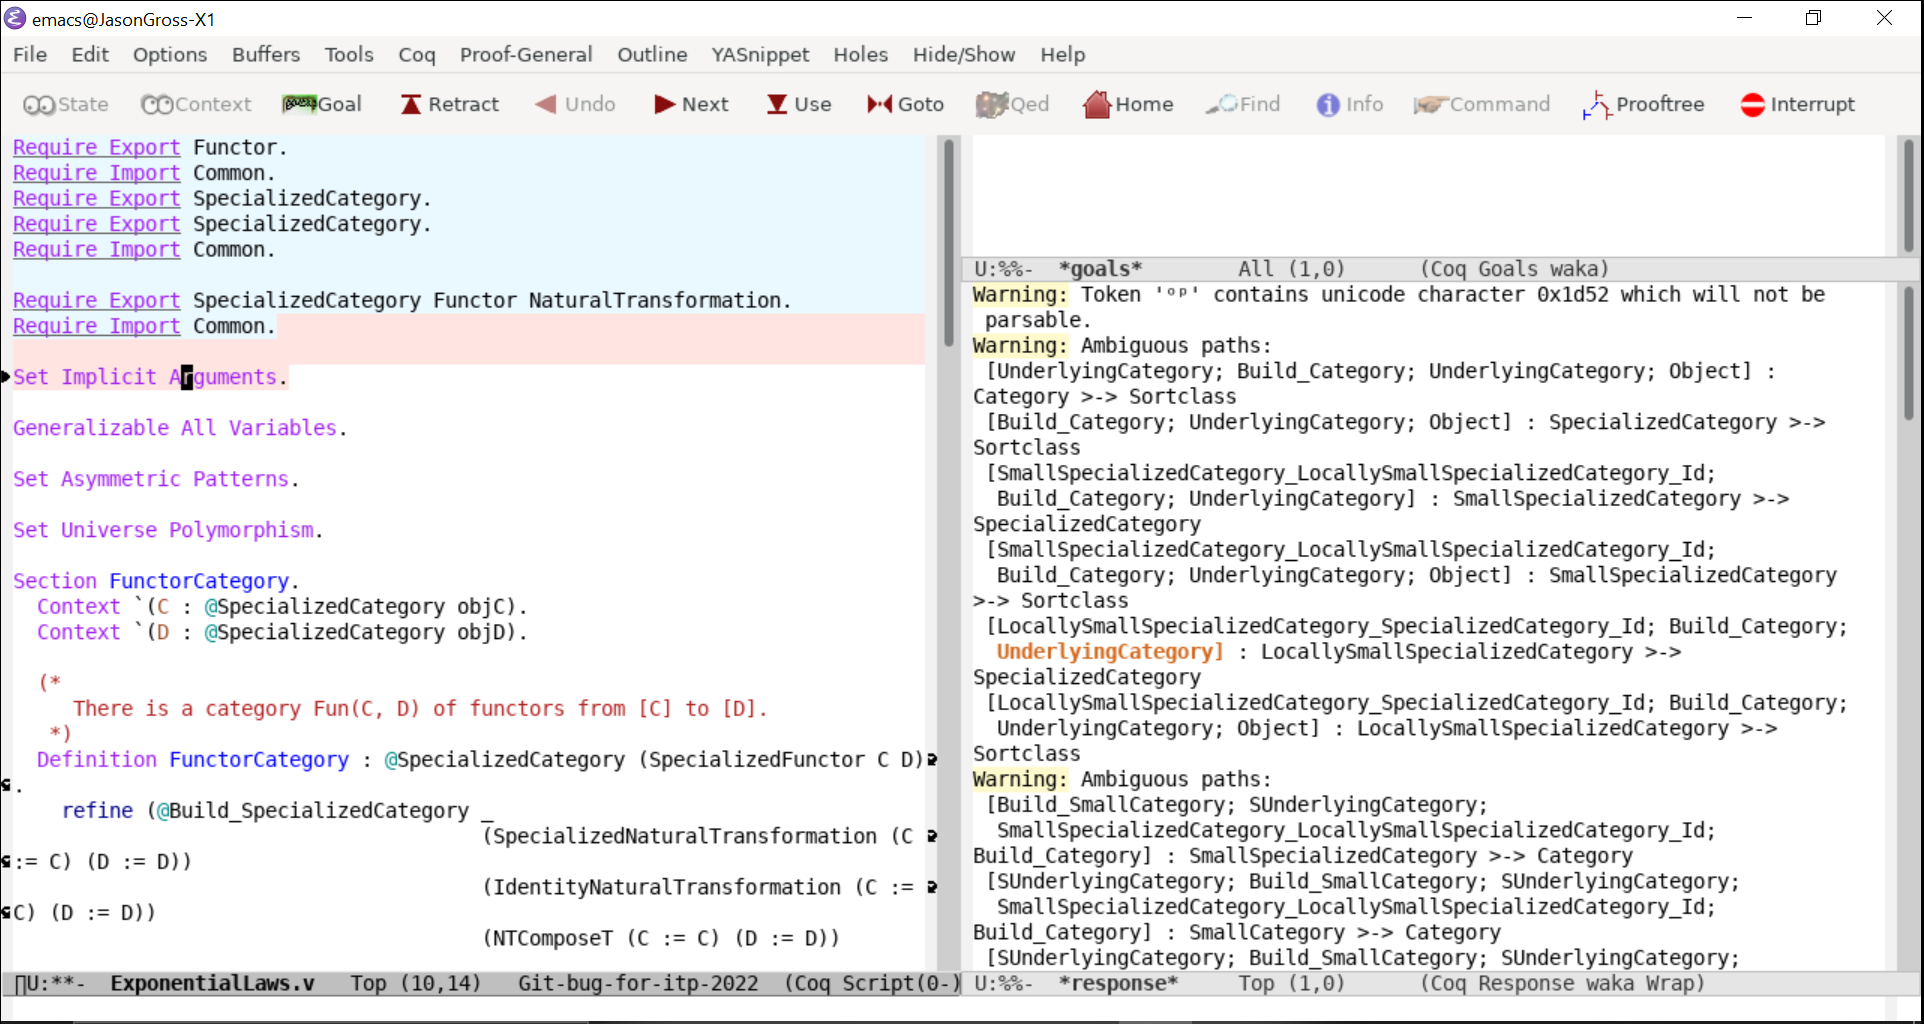 emacs@JasonGross-X1
File Edit Options Buffers Tools Coq Proof-General Outline YASnippet Holes Hide/Show Help
State Context Goal Retract Undo Next Use Goto Qed Home Find Info Command Prooftree Interrupt
Require Export Functor.
Require Import Common.
Require Export SpecializedCategory.
Require Export SpecializedCategory.
Require Import Common.
Require Export SpecializedCategory Functor NaturalTransformation.
Require Import Common.
Set Implicit Arguments.
Generalizable All Variables.
Set Asymmetric Patterns.
Set Universe Polymorphism.
Section FunctorCategory.
Context `(C : @SpecializedCategory objC).
Context `(D : @SpecializedCategory objD).
(*
There is a category Fun(C, D) of functors from [C] to [D].
*)
Definition FunctorCategory : @SpecializedCategory (SpecializedFunctor C D)
.
refine (@Build_SpecializedCategory _
(SpecializedNaturalTransformation (C
:= C) (D := D))
(IdentityNaturalTransformation (C :=
C) (D := D))
(NTComposeT (C := C) (D := D))
U:**- ExponentialLaws.v Top (10,14) Git-bug-for-itp-2022 (Coq Script(0-)
U:%%- *goals* All (1,0) (Coq Goals waka)
Warning: Token 'ᵒᵖ' contains unicode character 0x1d52 which will not be
parsable.
Warning: Ambiguous paths:
[UnderlyingCategory; Build_Category; UnderlyingCategory; Object] :
Category >-> Sortclass
[Build_Category; UnderlyingCategory; Object] : SpecializedCategory >->
Sortclass
[SmallSpecializedCategory_LocallySmallSpecializedCategory_Id;
Build_Category; UnderlyingCategory] : SmallSpecializedCategory >->
SpecializedCategory
[SmallSpecializedCategory_LocallySmallSpecializedCategory_Id;
Build_Category; UnderlyingCategory; Object] : SmallSpecializedCategory
>-> Sortclass
[LocallySmallSpecializedCategory_SpecializedCategory_Id; Build_Category;
UnderlyingCategory] : LocallySmallSpecializedCategory >->
SpecializedCategory
[LocallySmallSpecializedCategory_SpecializedCategory_Id; Build_Category;
UnderlyingCategory; Object] : LocallySmallSpecializedCategory >->
Sortclass
Warning: Ambiguous paths:
[Build_SmallCategory; SUnderlyingCategory;
SmallSpecializedCategory_LocallySmallSpecializedCategory_Id;
Build_Category] : SmallSpecializedCategory >-> Category
[SUnderlyingCategory; Build_SmallCategory; SUnderlyingCategory;
SmallSpecializedCategory_LocallySmallSpecializedCategory_Id;
Build_Category] : SmallCategory >-> Category
[SUnderlyingCategory; Build_SmallCategory; SUnderlyingCategory;
U:%%- *response* Top (1,0) (Coq Response waka Wrap)